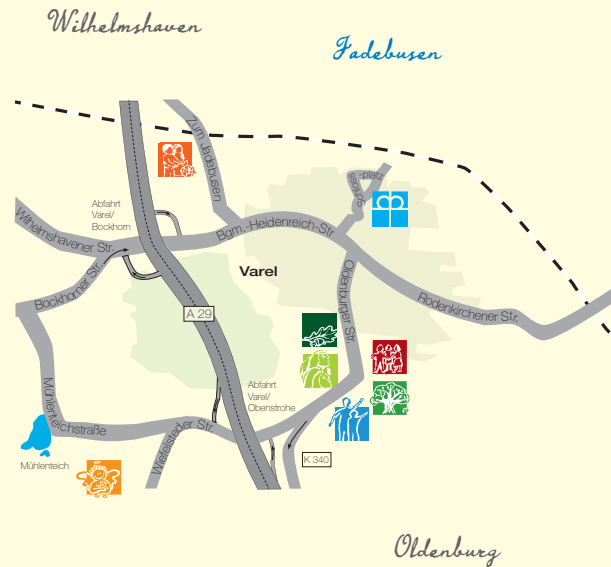 Wilhelmshaven
Jadebusen
Zum Jadebusen
-platz
Schloss
Abfahrt
Varel/
Bockhorn
Wilhelmshavener Str.
Bgm.-Heidenreich-Str.
Bockhorner Str.
Varel
Oldenburger Str.
Rodenkirchener Str.
A 29
Abfahrt
Varel/
Obenstrohe
Mühlenteichstraße
Wiefelsteder Str.
K 340
Mühlenteich
Oldenburg